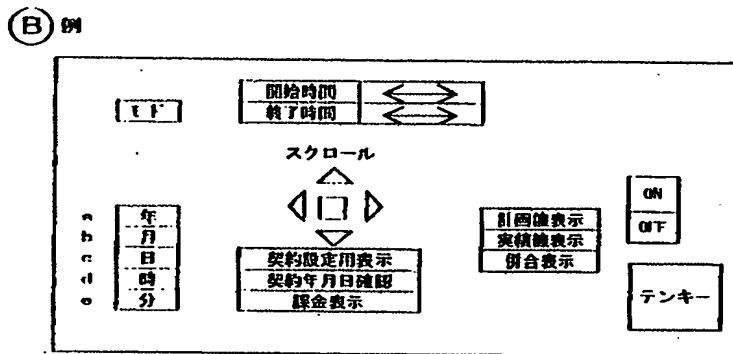 B 例
開始時間
終了時間
モード
スクロール
a 年
b 月
c 日
d 時
e 分
契約設定用表示
契約年月日確認
課金表示
計画値表示
実績値表示
併合表示
ON
OFF
テンキー